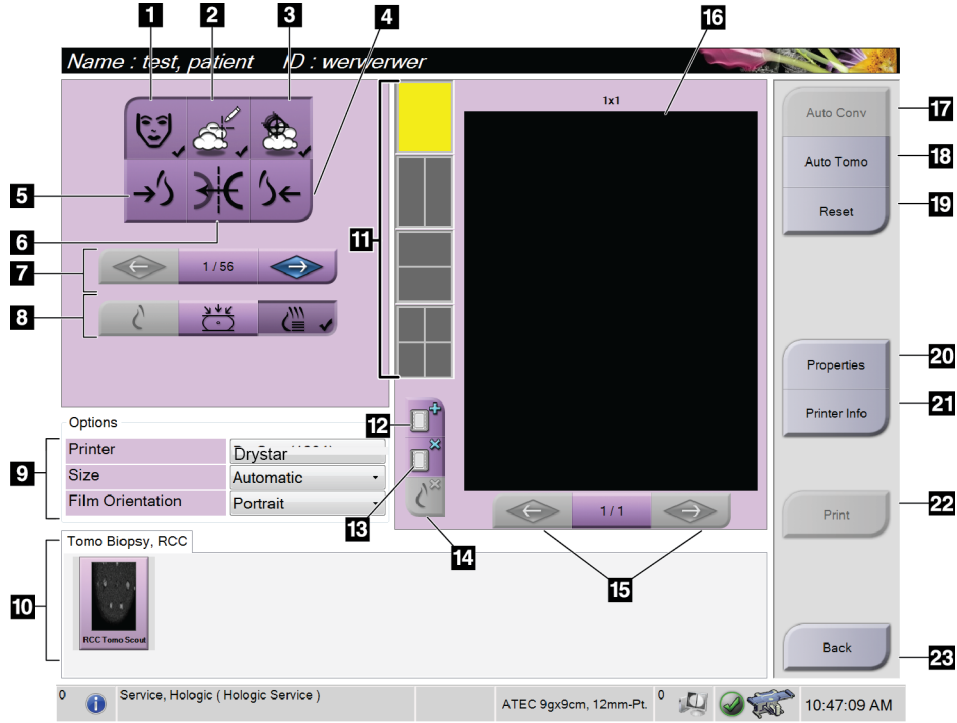 1
2
3
4
16
Name : test, patient ID : werwerwer
1x1
Auto Conv
17
Auto Tomo
18
Reset
19
5
6
11
7
1 / 56
8
Properties
20
Printer Info
21
Options
12
9
Printer
Drystar
Size
Automatic
Film Orientation
Portrait
13
14
1 / 1
15
Print
22
Tomo Biopsy, RCC
10
RCC Tomo Scout
Back
23
0
Service, Hologic ( Hologic Service )
ATEC 9gx9cm, 12mm-Pt.
0
10:47:09 AM